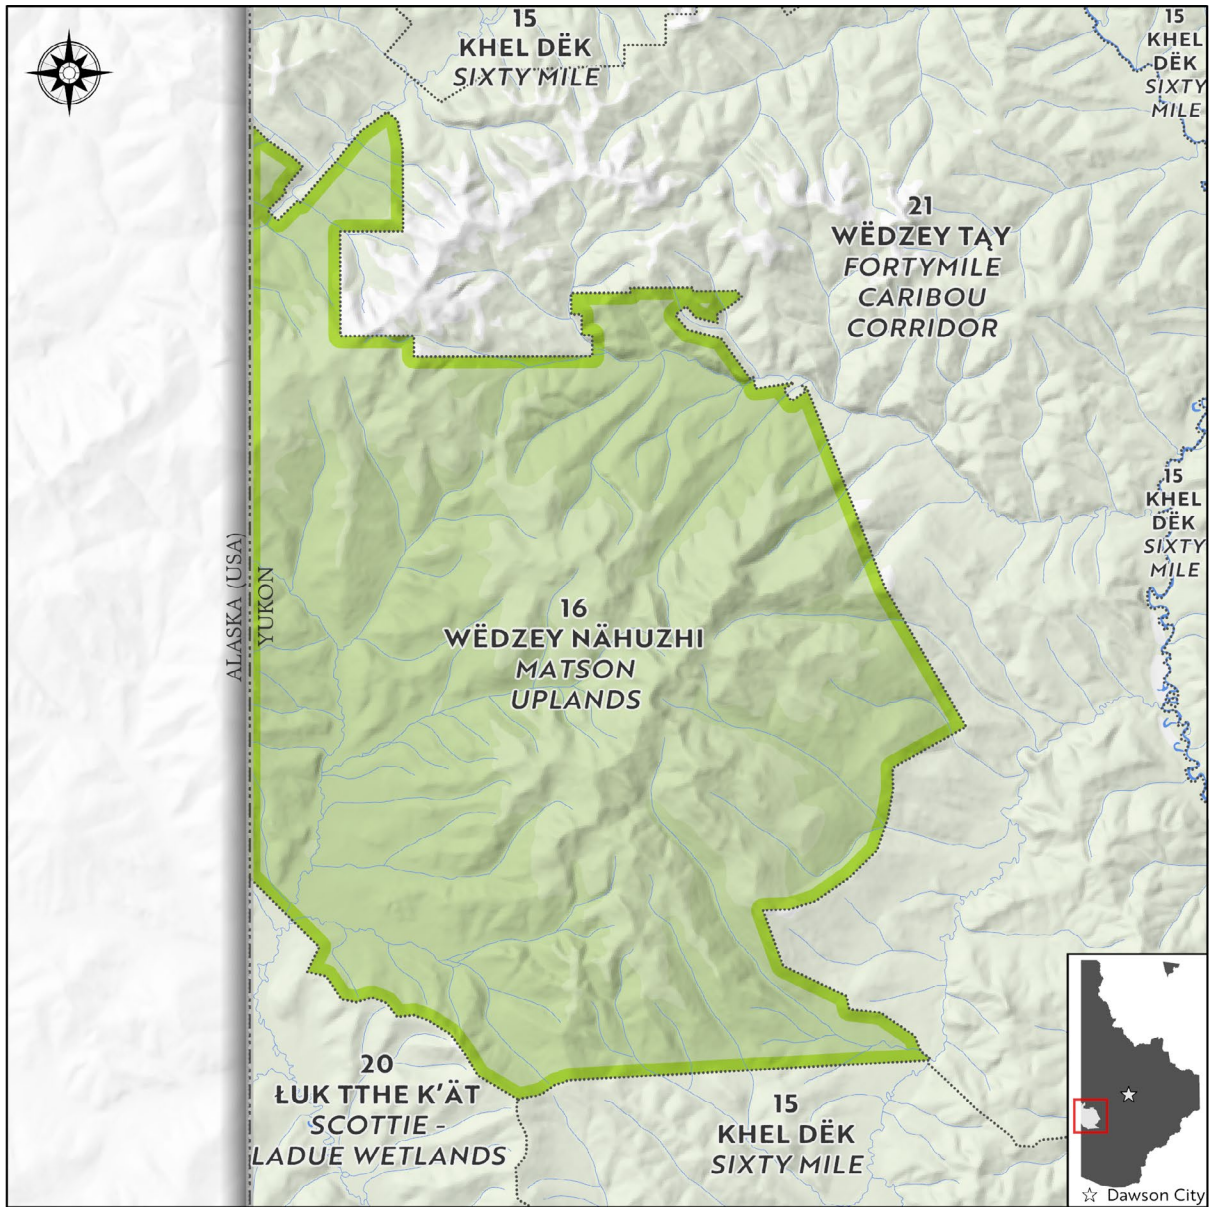 15
KHEL DËK
SIXTY MILE
15
KHEL
DËK
SIXTY
MILE
21
WËDZEY TĄY
FORTYMILE
CARIBOU
CORRIDOR
15
KHEL
DËK
SIXTY
MILE
ALASKA (USA)
YUKON
16
WËDZEY NÄHUZHI
MATSON
UPLANDS
20
ŁUK TTHE K’ÄT
SCOTTIE -
LADUE WETLANDS
15
KHEL DËK
SIXTY MILE
Dawson City